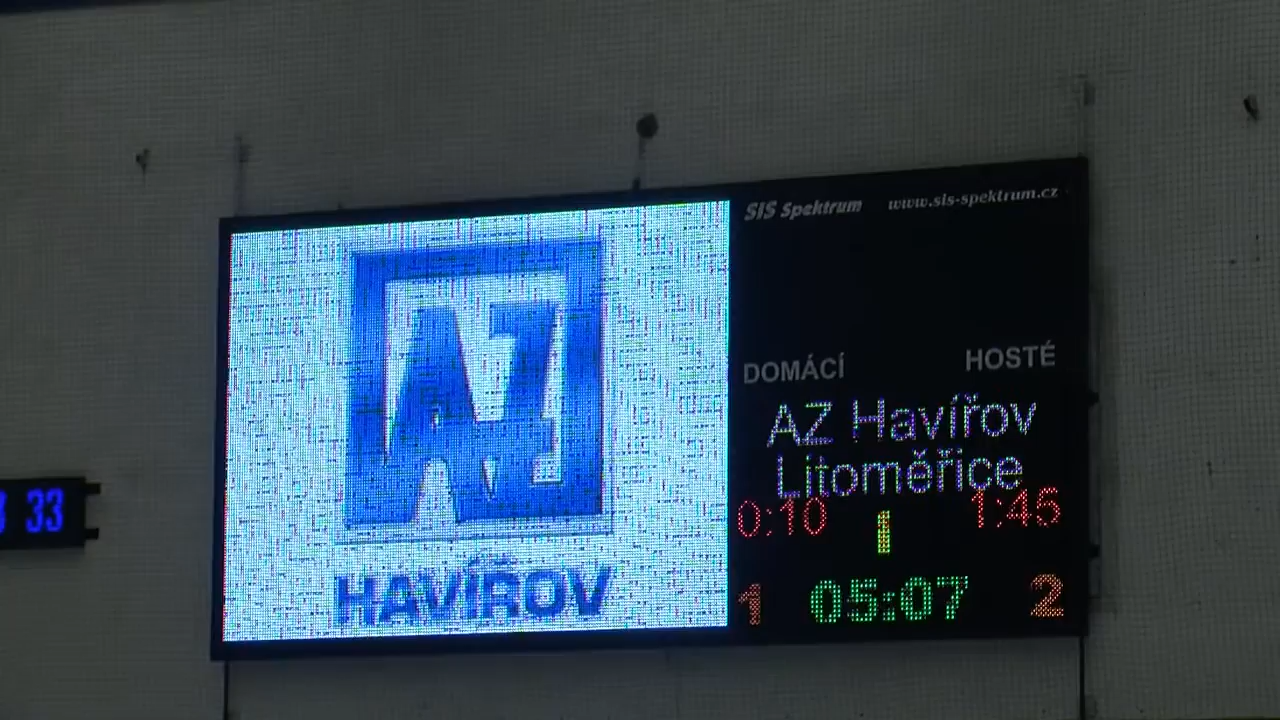 SIS Spektrum www.sis-spektrum.cz
AZ
HAVÍŘOV
DOMÁCÍ HOSTÉ
AZ Havířov
Litoměřice
0:10 1 1:45
1 05:07 2
33